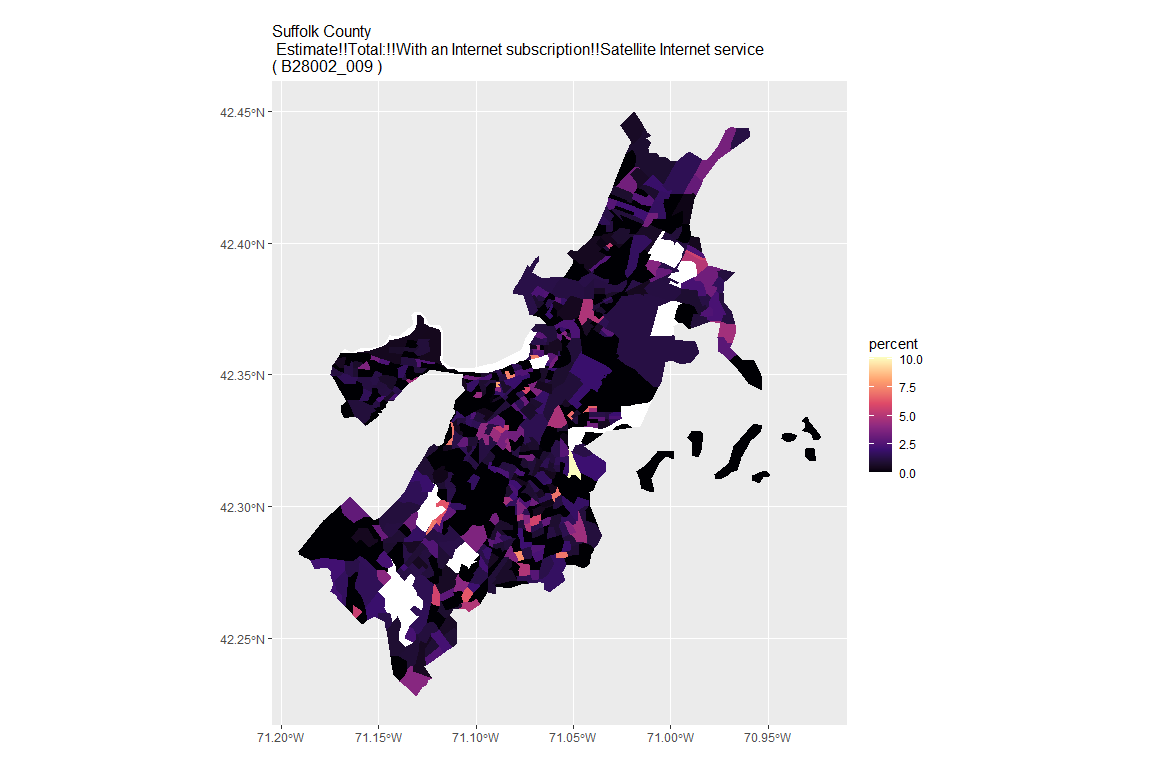 Suffolk County
Estimate!!Total:!!With an Internet subscription!!Satellite Internet service
( B28002_009 )
42.45°N
42.40°N
42.35°N
42.30°N
42.25°N
71.20°W
71.15°W
71.10°W
71.05°W
71.00°W
70.95°W
percent
10.0
7.5
5.0
2.5
0.0